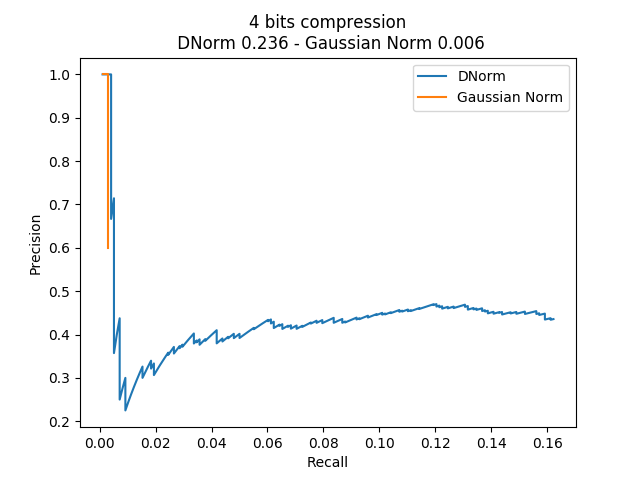 4 bits compression
DNorm 0.236 - Gaussian Norm 0.006
DNorm
Gaussian Norm
1.0
0.9
0.8
0.7
0.6
0.5
0.4
0.3
0.2
Precision
0.00 0.02 0.04 0.06 0.08 0.10 0.12 0.14 0.16
Recall